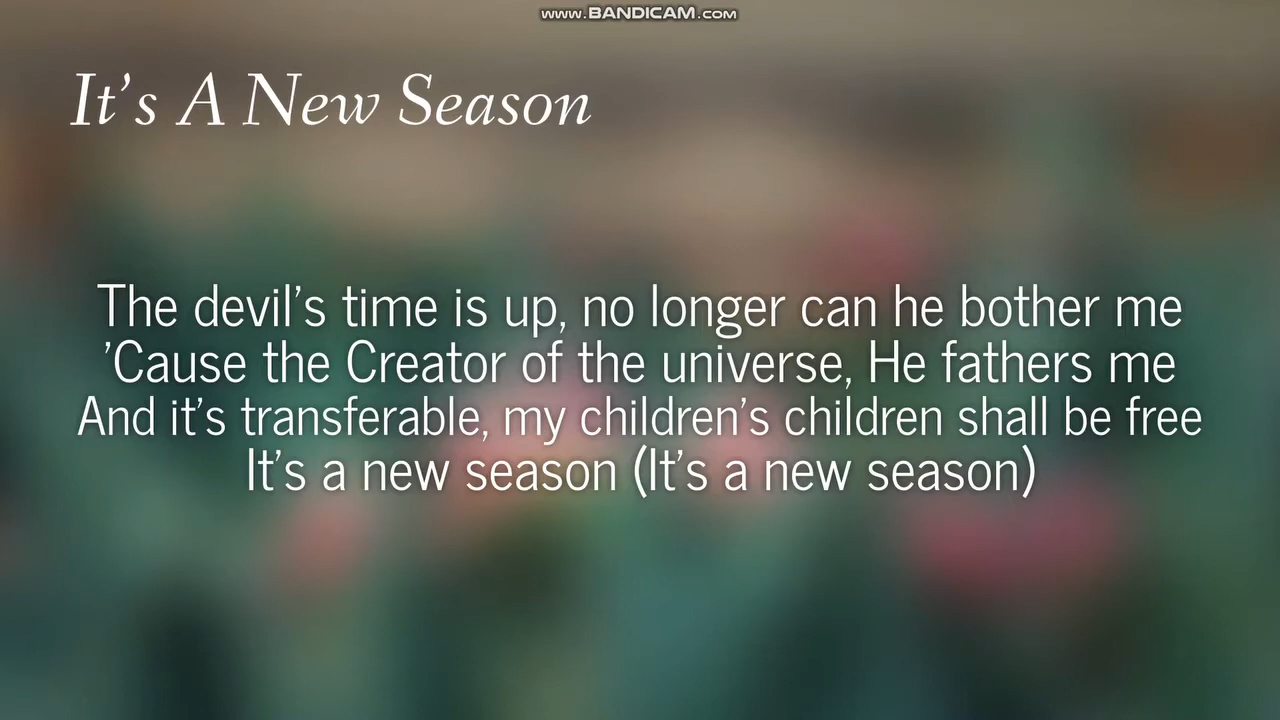 www.BANDICAM.com
It's A New Season
The devil's time is up, no longer can he bother me
'Cause the Creator of the universe, He fathers me
And it's transferable, my children's children shall be free
It's a new season (It's a new season)